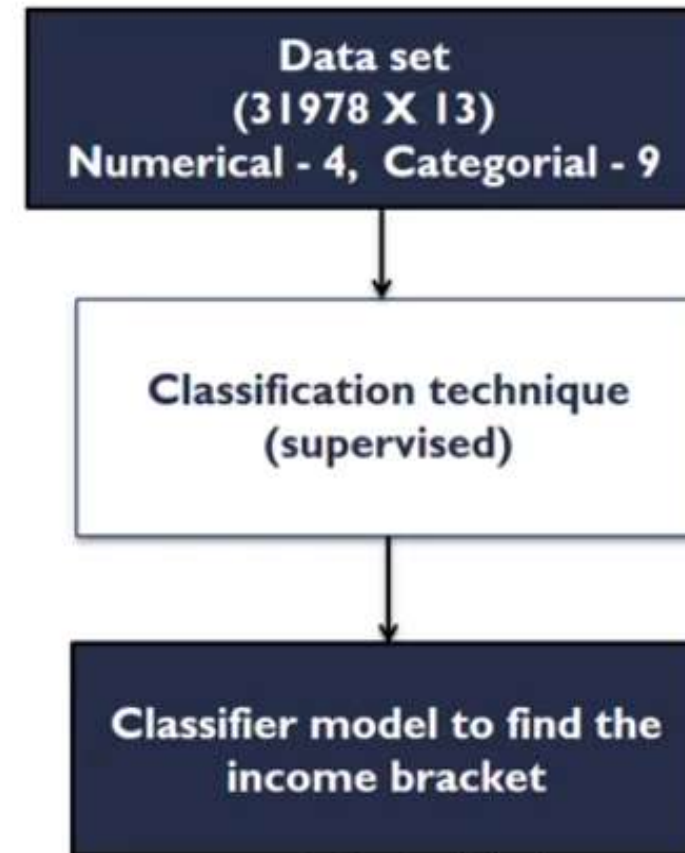 Data set
(31978 X 13)
Numerical - 4, Categorial - 9
Classification technique
(supervised)
Classifier model to find the
income bracket